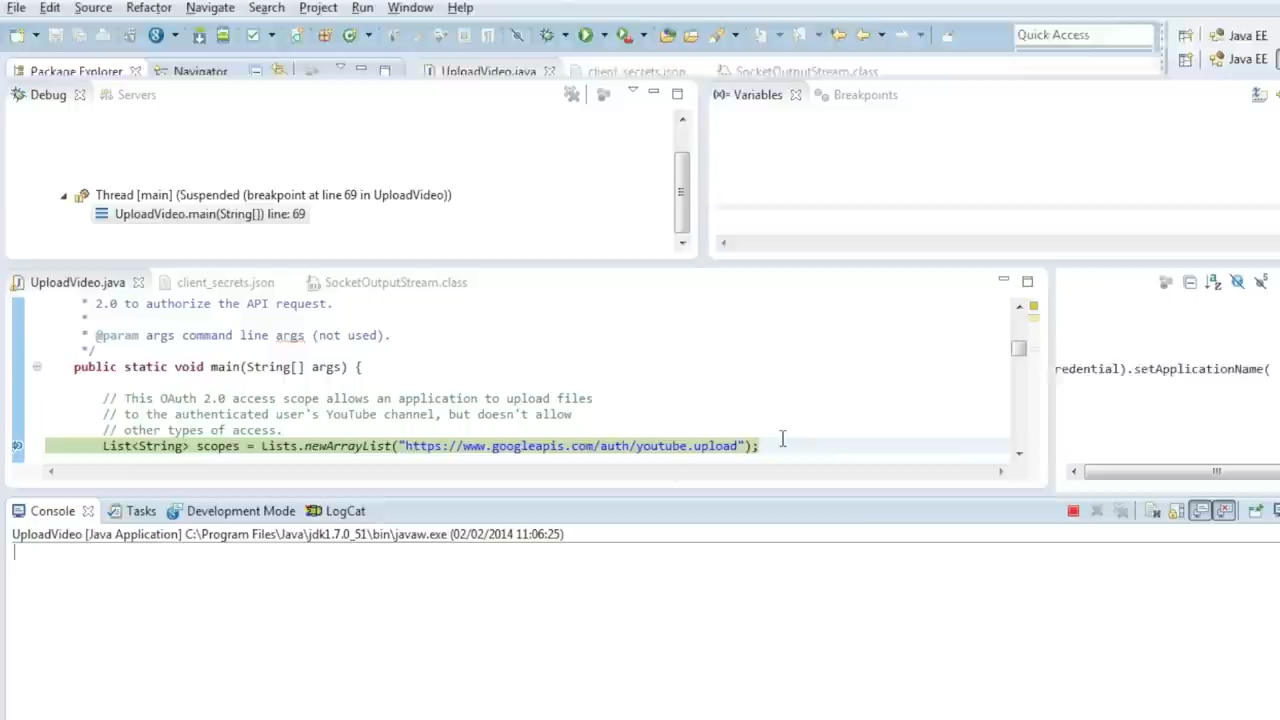 File Edit Source Refactor Navigate Search Project Run Window Help
Quick Access
Java EE
Java EE
Package Explorer Navigator
UploadVideo.java client_secrets.json SocketOutputStream.class
Debug Servers
(x)= Variables Breakpoints
Thread [main] (Suspended (breakpoint at line 69 in UploadVideo))
UploadVideo.main(String[]) line: 69
UploadVideo.java client_secrets.json SocketOutputStream.class
* 2.0 to authorize the API request.
*
* @param args command line args (not used).
*/
public static void main(String[] args) {
// This OAuth 2.0 access scope allows an application to upload files
// to the authenticated user's YouTube channel, but doesn't allow
// other types of access.
List<String> scopes = Lists.newArrayList("https://www.googleapis.com/auth/youtube.upload");
redential).setApplicationName(
Console Tasks Development Mode LogCat
UploadVideo [Java Application] C:\Program Files\Java\jdk1.7.0_51\bin\javaw.exe (02/02/2014 11:06:25)